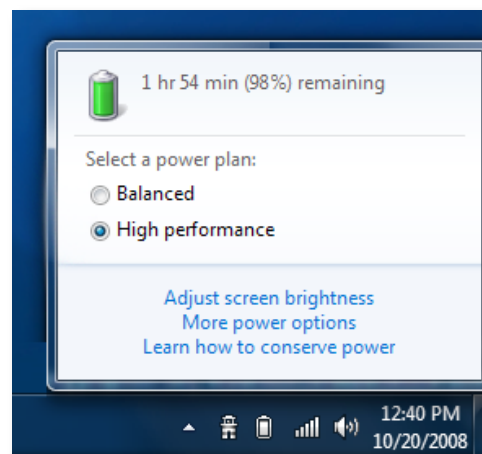 1 hr 54 min (98%) remaining
Select a power plan:
Balanced
High performance
Adjust screen brightness
More power options
Learn how to conserve power
12:40 PM
10/20/2008